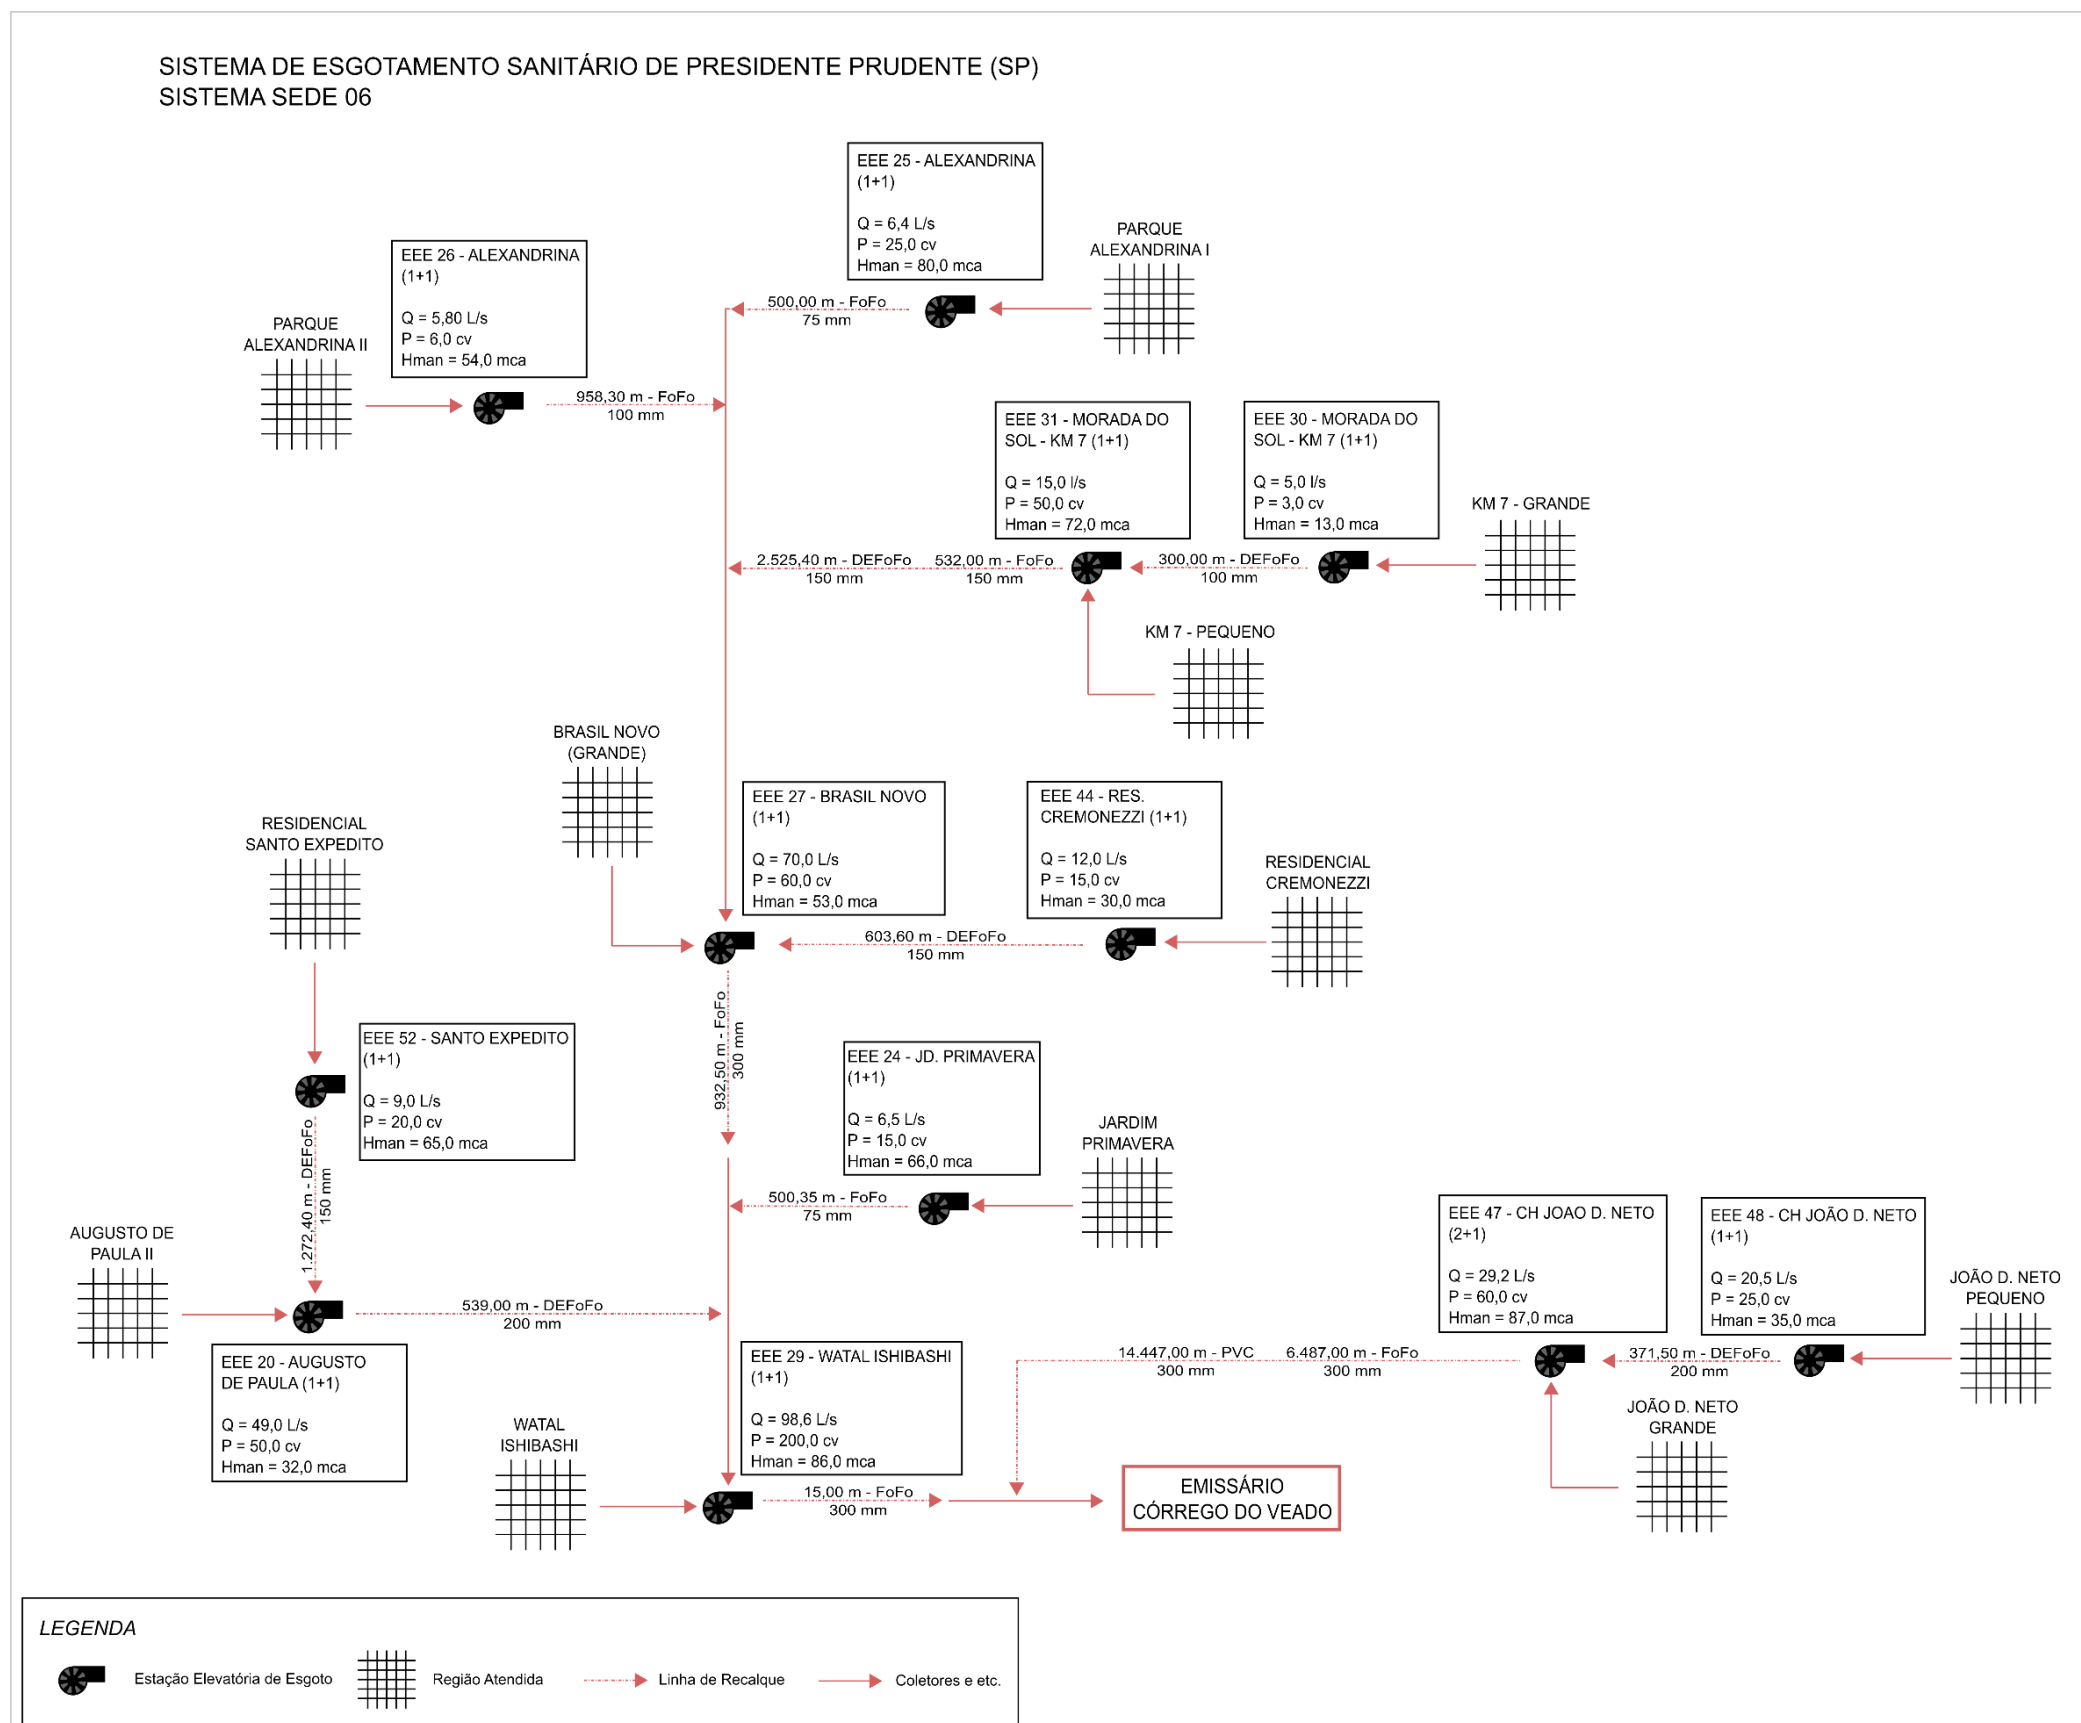 SISTEMA DE ESGOTAMENTO SANITÁRIO DE PRESIDENTE PRUDENTE (SP)
SISTEMA SEDE 06
EEE 25 - ALEXANDRINA
(1+1)
Q = 6,4 L/s
P = 25,0 cv
Hman = 80,0 mca
PARQUE
ALEXANDRINA I
500,00 m - FoFo
75 mm
EEE 26 - ALEXANDRINA
(1+1)
Q = 5,80 L/s
P = 6,0 cv
Hman = 54,0 mca
PARQUE
ALEXANDRINA II
958,30 m - FoFo
100 mm
EEE 31 - MORADA DO
SOL - KM 7 (1+1)
Q = 15,0 l/s
P = 50,0 cv
Hman = 72,0 mca
EEE 30 - MORADA DO
SOL - KM 7 (1+1)
Q = 5,0 l/s
P = 3,0 cv
Hman = 13,0 mca
KM 7 - GRANDE
2.525,40 m - DEFoFo
150 mm
532,00 m - FoFo
150 mm
300,00 m - DEFoFo
100 mm
KM 7 - PEQUENO
BRASIL NOVO
(GRANDE)
EEE 27 - BRASIL NOVO
(1+1)
Q = 70,0 L/s
P = 60,0 cv
Hman = 53,0 mca
EEE 44 - RES.
CREMONEZZI (1+1)
Q = 12,0 L/s
P = 15,0 cv
Hman = 30,0 mca
RESIDENCIAL
CREMONEZZI
603,60 m - DEFoFo
150 mm
RESIDENCIAL
SANTO EXPEDITO
932,50 m - FoFo
300 mm
EEE 52 - SANTO EXPEDITO
(1+1)
Q = 9,0 L/s
P = 20,0 cv
Hman = 65,0 mca
1.272,40 m - DEFoFo
150 mm
EEE 24 - JD. PRIMAVERA
(1+1)
Q = 6,5 L/s
P = 15,0 cv
Hman = 66,0 mca
JARDIM
PRIMAVERA
500,35 m - FoFo
75 mm
AUGUSTO DE
PAULA II
539,00 m - DEFoFo
200 mm
EEE 20 - AUGUSTO
DE PAULA (1+1)
Q = 49,0 L/s
P = 50,0 cv
Hman = 32,0 mca
EEE 47 - CH JOAO D. NETO
(2+1)
Q = 29,2 L/s
P = 60,0 cv
Hman = 87,0 mca
EEE 48 - CH JOÃO D. NETO
(1+1)
Q = 20,5 L/s
P = 25,0 cv
Hman = 35,0 mca
JOÃO D. NETO
PEQUENO
14.447,00 m - PVC
300 mm
6.487,00 m - FoFo
300 mm
371,50 m - DEFoFo
200 mm
JOÃO D. NETO
GRANDE
EEE 29 - WATAL ISHIBASHI
(1+1)
Q = 98,6 L/s
P = 200,0 cv
Hman = 86,0 mca
WATAL
ISHIBASHI
15,00 m - FoFo
300 mm
EMISSÁRIO
CÓRREGO DO VEADO
LEGENDA
Estação Elevatória de Esgoto
Região Atendida
Linha de Recalque
Coletores e etc.